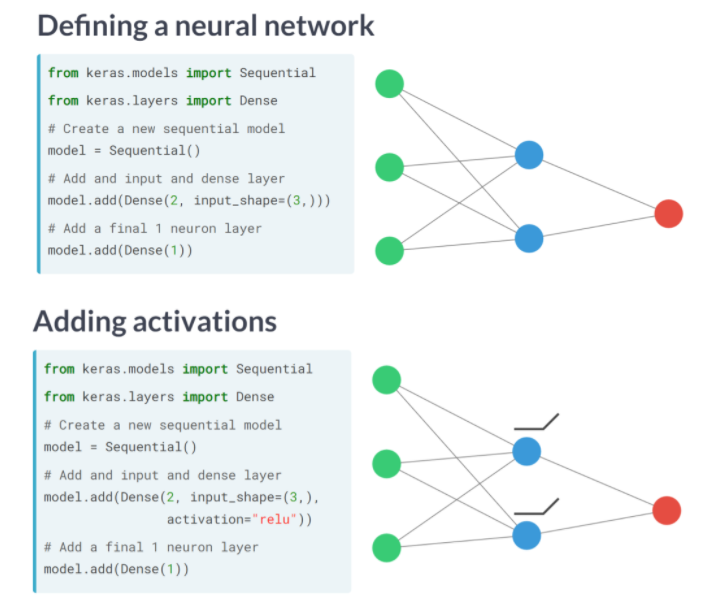 Defining a neural network
from keras.models import Sequential
from keras.layers import Dense
# Create a new sequential model
model = Sequential()
# Add and input and dense layer
model.add(Dense(2, input_shape=(3,)))
# Add a final 1 neuron layer
model.add(Dense(1))
Adding activations
from keras.models import Sequential
from keras.layers import Dense
# Create a new sequential model
model = Sequential()
# Add and input and dense layer
model.add(Dense(2, input_shape=(3,),
activation="relu"))
# Add a final 1 neuron layer
model.add(Dense(1))